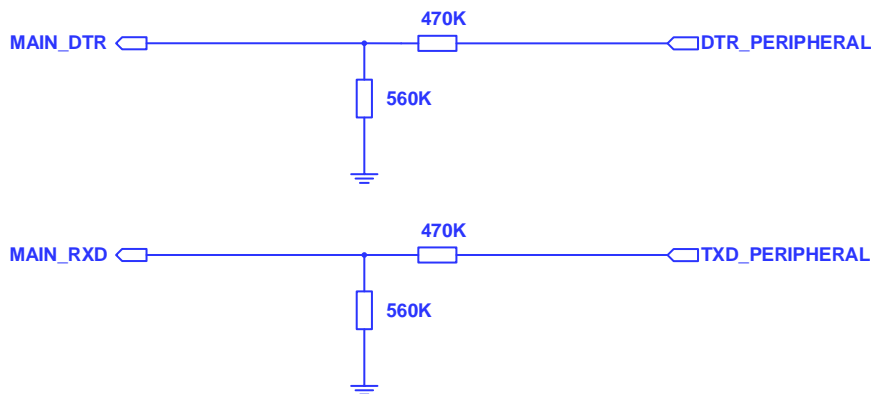 470K
MAIN_DTR DTR_PERIPHERAL
560K
470K
MAIN_RXD TXD_PERIPHERAL
560K